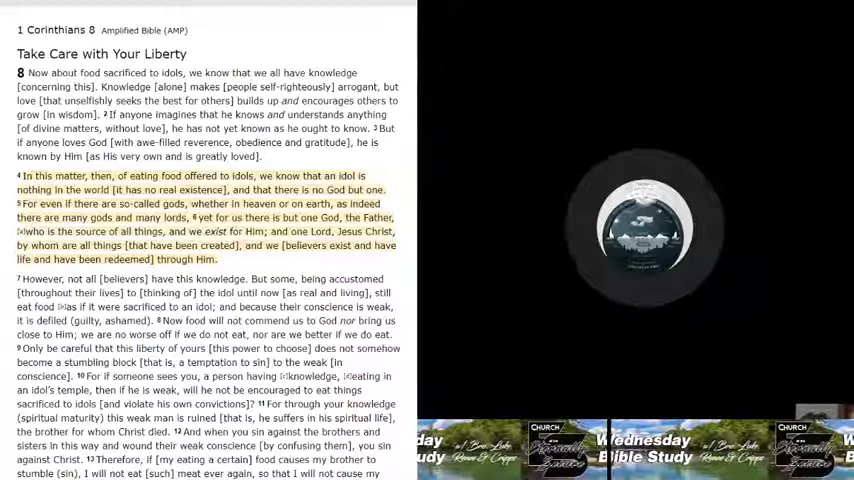 1 Corinthians 8 Amplified Bible (AMP)
Take Care with Your Liberty
8 Now about food sacrificed to idols, we know that we all have knowledge
[concerning this]. Knowledge [alone] makes [people self-righteously] arrogant, but
love [that unselfishly seeks the best for others] builds up and encourages others to
grow [in wisdom]. 2 If anyone imagines that he knows and understands anything
[of divine matters, without love], he has not yet known as he ought to know. 3 But
if anyone loves God [with awe-filled reverence, obedience and gratitude], he is
known by Him [as His very own and is greatly loved].
4 In this matter, then, of eating food offered to idols, we know that an idol is
nothing in the world [it has no real existence], and that there is no God but one.
5 For even if there are so-called gods, whether in heaven or on earth, as indeed
there are many gods and many lords, 6 yet for us there is but one God, the Father,
[a]who is the source of all things, and we exist for Him; and one Lord, Jesus Christ,
by whom are all things [that have been created], and we [believers exist and have
life and have been redeemed] through Him.
7 However, not all [believers] have this knowledge. But some, being accustomed
[throughout their lives] to [thinking of] the idol until now [as real and living], still
eat food [b]as if it were sacrificed to an idol; and because their conscience is weak,
it is defiled (guilty, ashamed). 8 Now food will not commend us to God nor bring us
close to Him; we are no worse off if we do not eat, nor are we better if we do eat.
9 Only be careful that this liberty of yours [this power to choose] does not somehow
become a stumbling block [that is, a temptation to sin] to the weak [in
conscience]. 10 For if someone sees you, a person having [c]knowledge, [d]eating in
an idol's temple, then if he is weak, will he not be encouraged to eat things
sacrificed to idols [and violate his own convictions]? 11 For through your knowledge
(spiritual maturity) this weak man is ruined [that is, he suffers in his spiritual life],
the brother for whom Christ died. 12 And when you sin against the brothers and
sisters in this way and wound their weak conscience [by confusing them], you sin
against Christ. 13 Therefore, if [my eating a certain] food causes my brother to
stumble (sin), I will not eat [such] meat ever again, so that I will not cause my
day
Study
w/ Bro. Luke
Renee & Cripps
CHURCH
Eternally
Secure
Wednesday
Bible Study
w/ Bro. Luke
Renee & Cripps
CHURCH
Eternally
Secure
We
Bib